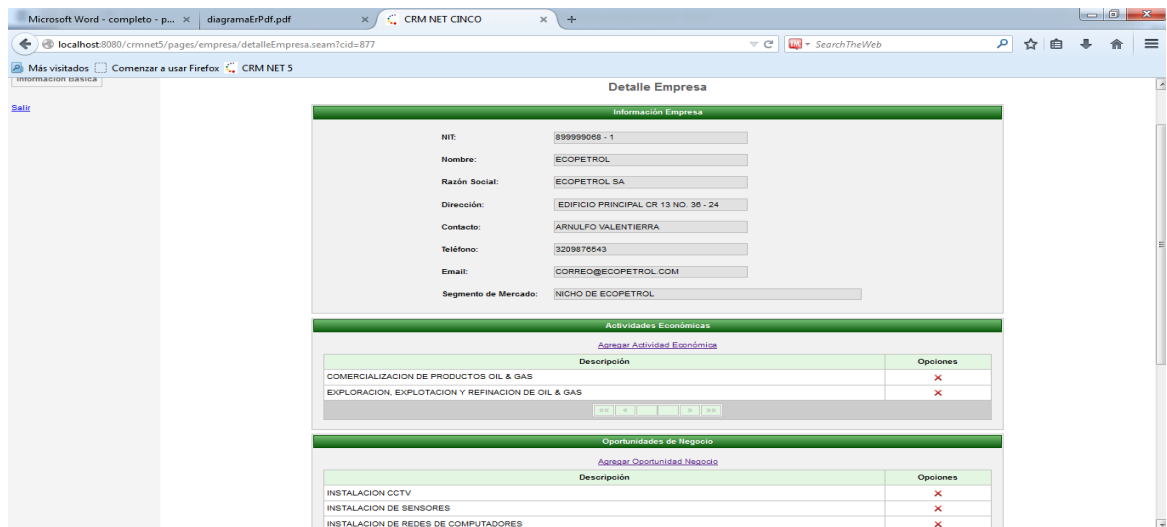 Microsoft Word - completo - p... × diagramaErPdf.pdf × CRM NET CINCO × +
localhost:8080/crmnet5/pages/empresa/detalleEmpresa.seam?cid=877 SearchTheWeb
Más visitados Comenzar a usar Firefox CRM NET 5
Información Básica
Detalle Empresa
Salir
Información Empresa
NIT: 899999068 - 1
Nombre: ECOPETROL
Razón Social: ECOPETROL SA
Dirección: EDIFICIO PRINCIPAL CR 13 NO. 36 - 24
Contacto: ARNULFO VALENTIERRA
Teléfono: 3209876543
Email: CORREO@ECOPETROL.COM
Segmento de Mercado: NICHO DE ECOPETROL
Actividades Económicas
Agregar Actividad Económica
Descripción Opciones
COMERCIALIZACION DE PRODUCTOS OIL & GAS
EXPLORACION, EXPLOTACION Y REFINACION DE OIL & GAS
«« « » »»
Oportunidades de Negocio
Agregar Oportunidad Negocio
Descripción Opciones
INSTALACION CCTV
INSTALACION DE SENSORES
INSTALACION DE REDES DE COMPUTADORES